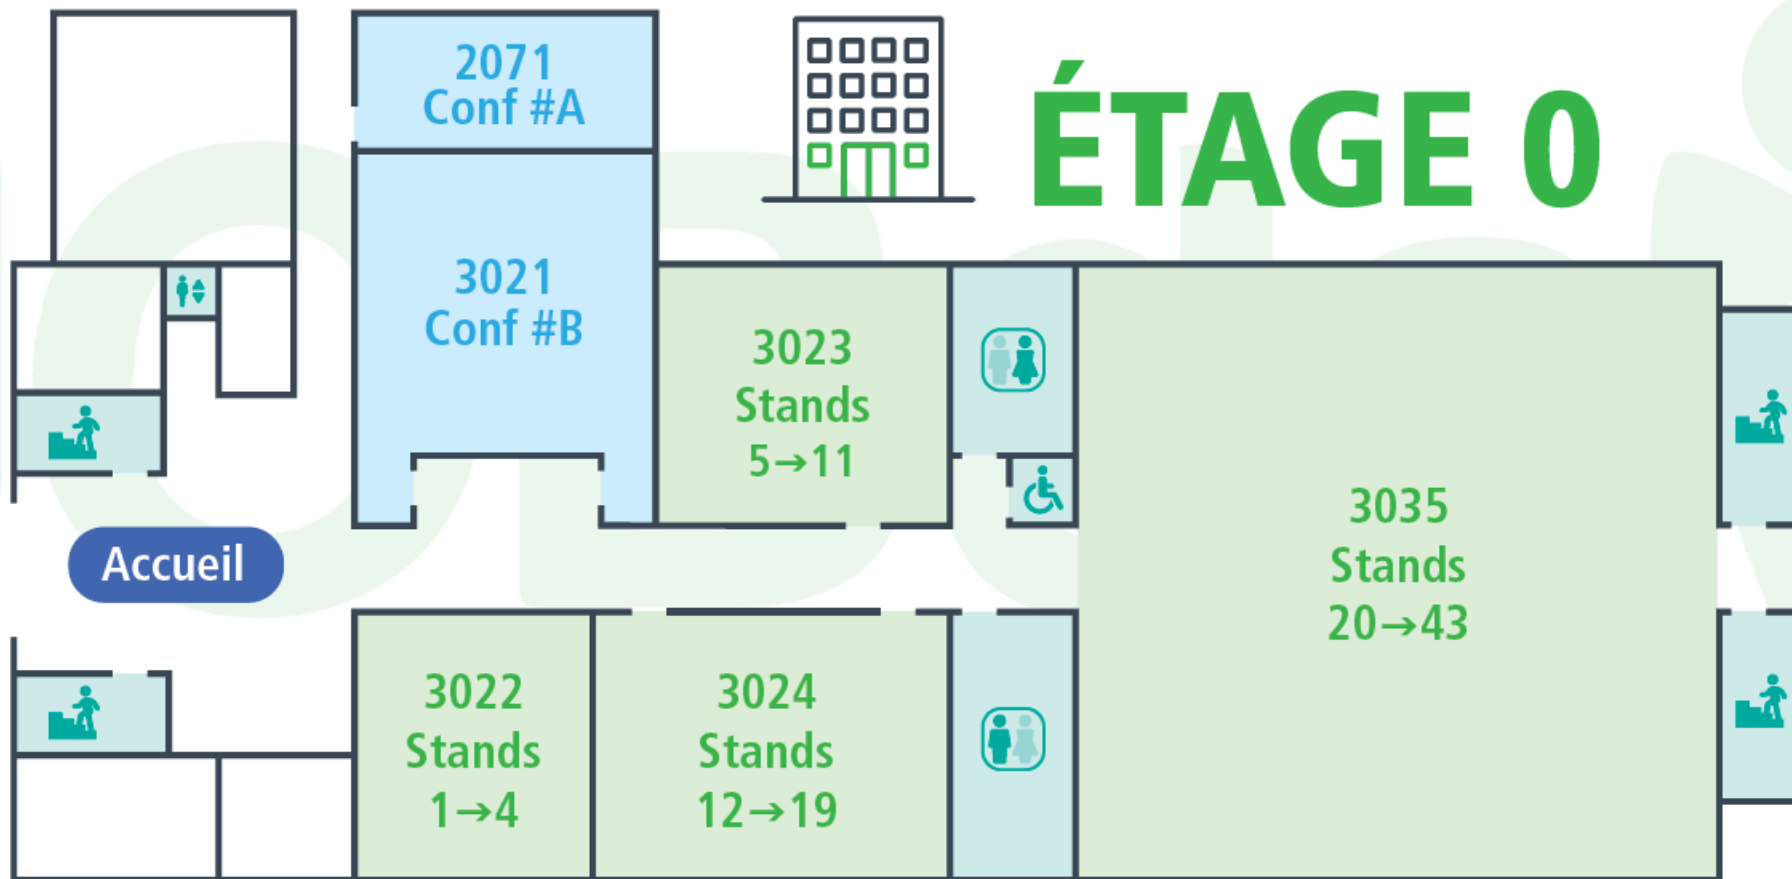 2071
Conf #A
ÉTAGE 0
3021
Conf #B
3023
Stands
5→11
3035
Stands
20→43
Accueil
3022
Stands
1→4
3024
Stands
12→19